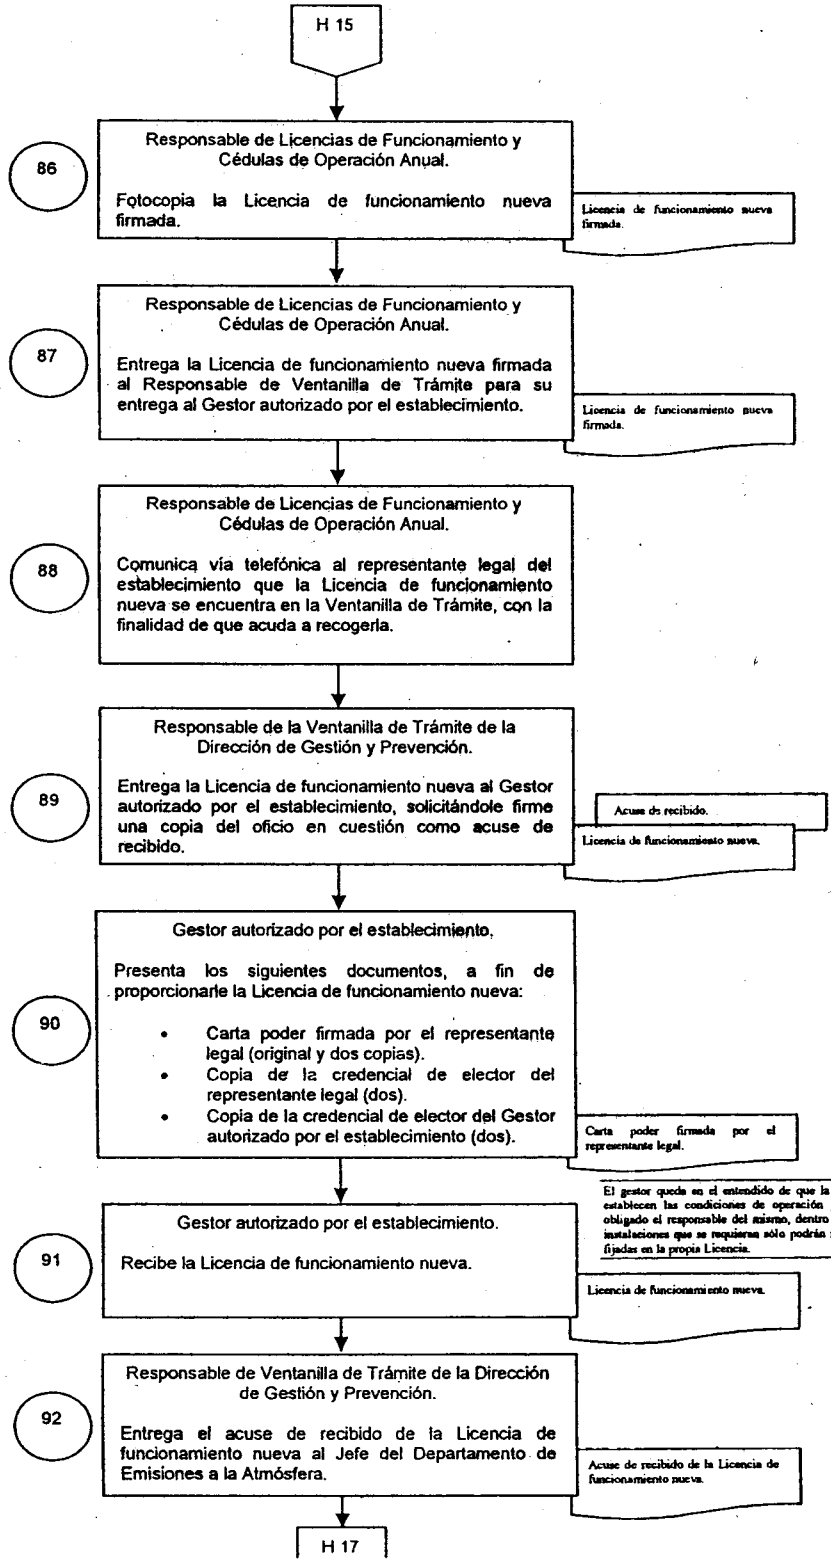 H 15
86
Responsable de Licencias de Funcionamiento y
Cédulas de Operación Anual.
Fotocopia la Licencia de funcionamiento nueva
firmada.
Licencia de funcionamiento nueva
firmada.
87
Responsable de Licencias de Funcionamiento y
Cédulas de Operación Anual.
Entrega la Licencia de funcionamiento nueva firmada
al Responsable de Ventanilla de Trámite para su
entrega al Gestor autorizado por el establecimiento.
Licencia de funcionamiento nueva
firmada.
88
Responsable de Licencias de Funcionamiento y
Cédulas de Operación Anual.
Comunica vía telefónica al representante legal del
establecimiento que la Licencia de funcionamiento
nueva se encuentra en la Ventanilla de Trámite, con la
finalidad de que acuda a recogerla.
89
Responsable de la Ventanilla de Trámite de la
Dirección de Gestión y Prevención.
Entrega la Licencia de funcionamiento nueva al Gestor
autorizado por el establecimiento, solicitándole firme
una copia del oficio en cuestión como acuse de
recibido.
Acuse de recibido.
Licencia de funcionamiento nueva.
90
Gestor autorizado por el establecimiento.
Presenta los siguientes documentos, a fin de
proporcionarle la Licencia de funcionamiento nueva:
• Carta poder firmada por el representante
legal (original y dos copias).
• Copia de la credencial de elector del
representante legal (dos).
• Copia de la credencial de elector del Gestor
autorizado por el establecimiento (dos).
Carta poder firmada por el
representante legal.
El gestor queda en el entendido de que la
establecen las condiciones de operación
obligado el responsable del mismo, dentro
instalaciones que se requieran sólo podrán
fijadas en la propia Licencia.
91
Gestor autorizado por el establecimiento.
Recibe la Licencia de funcionamiento nueva.
Licencia de funcionamiento nueva.
92
Responsable de Ventanilla de Trámite de la Dirección
de Gestión y Prevención.
Entrega el acuse de recibido de la Licencia de
funcionamiento nueva al Jefe del Departamento de
Emisiones a la Atmósfera.
Acuse de recibido de la Licencia de
funcionamiento nueva.
H 17